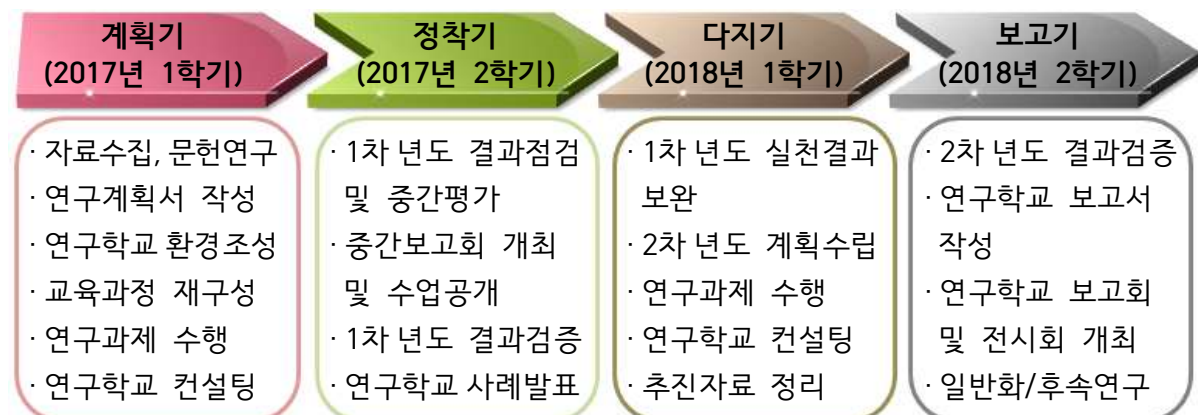 계획기
(2017년 1학기)
· 자료수집, 문헌연구
· 연구계획서 작성
· 연구학교 환경조성
· 교육과정 재구성
· 연구과제 수행
· 연구학교 컨설팅
정착기
(2017년 2학기)
· 1차 년도 결과점검
및 중간평가
· 중간보고회 개최
및 수업공개
· 1차 년도 결과검증
· 연구학교 사례발표
다지기
(2018년 1학기)
· 1차 년도 실천결과
보완
· 2차 년도 계획수립
· 연구과제 수행
· 연구학교 컨설팅
· 추진자료 정리
보고기
(2018년 2학기)
· 2차 년도 결과검증
· 연구학교 보고서
작성
· 연구학교 보고회
및 전시회 개최
· 일반화/후속연구